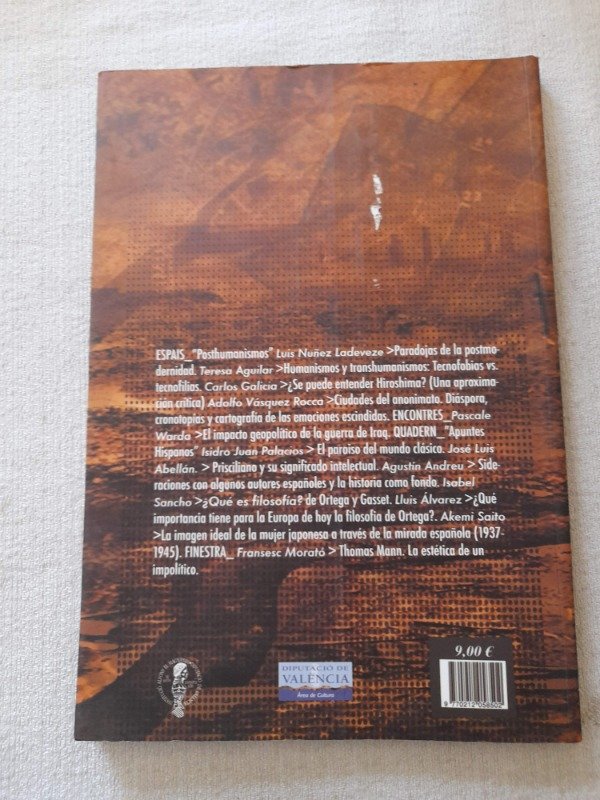 ESPAIS_"Posthumanismos" Luis Nuñez Ladeveze >Paradojas de la postmo-
dernidad. Teresa Aguilar >Humanismos y transhumanismos: Tecnofobios vs.
tecnofilias. Carlos Galicia >¿Se puede entender Hiroshima? (Una aproxima-
ción crítica) Adolfo Vásquez Rocca >Ciudades del anonimato. Diáspora,
cronotopías y cartografía de las emociones escindidas. ENCONTRES_ Pascale
Warda >El impacto geopolítico de la guerra de Iraq. QUADERN_"Apuntes
Hispanos' Isidro Juan Palacios > El paraíso del mundo clásico. José Luis
Abellán. > Prisciliano y su significado intelectual. Agustín Andreu > Side-
raciones con algunos autores españoles y la historia como fondo. Isabel
Sancho >¿Qué es filosofía? de Ortega y Gasset. Lluis Álvarez >¿Qué
importancia tiene para la Europa de hoy la filosofía de Ortega?. Akemi Saito
>La imagen ideal de la mujer japonesa a través de la mirada española (1937-
1945). FINESTRA_ Fransesc Morató > Thomas Mann. La estética de un
impolítico.
9,00 €
DIPUTACIÓ DE
VALÈNCIA
Àrea de Cultura
9 770212 058502